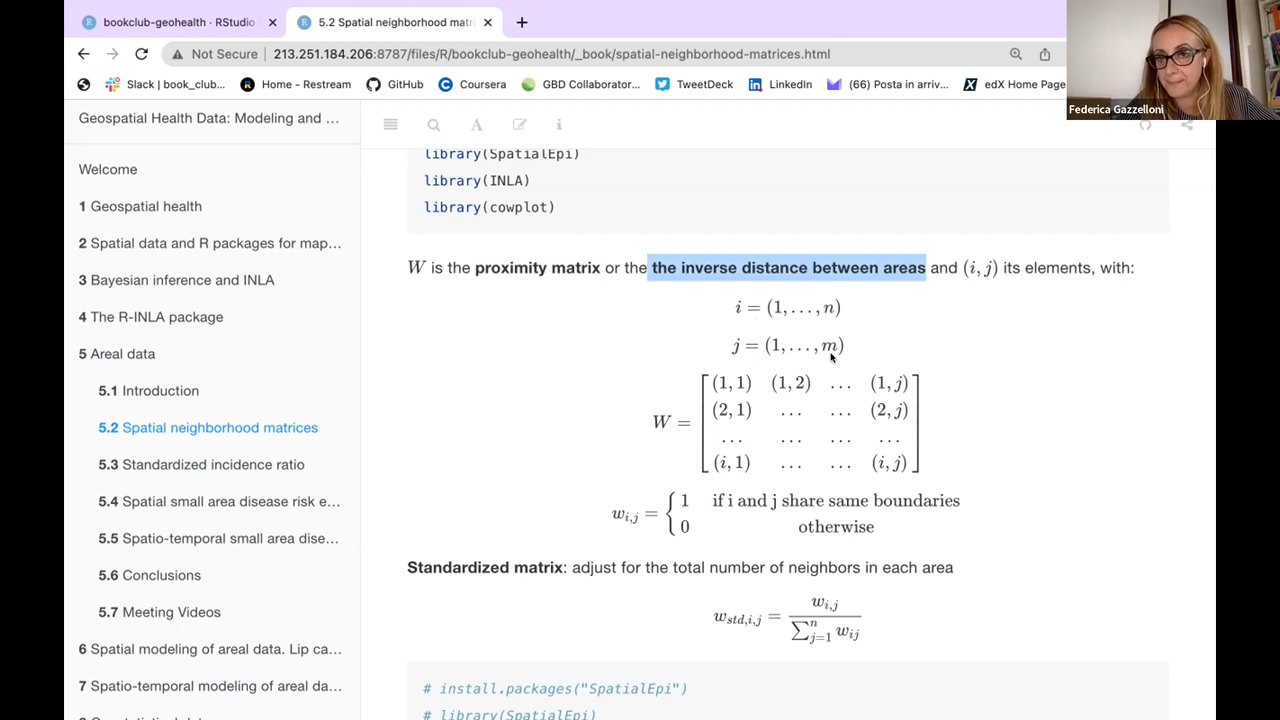 bookclub-geohealth · RStudio
5.2 Spatial neighborhood matri
Not Secure | 213.251.184.206:8787/files/R/bookclub-geohealth/_book/spatial-neighborhood-matrices.html
Slack | book_club...
Home - Restream
GitHub
Coursera
GBD Collaborator...
TweetDeck
LinkedIn
(66) Posta in arriv...
edX Home Page
Federica Gazzelloni
Geospatial Health Data: Modeling and ...
Welcome
1 Geospatial health
2 Spatial data and R packages for map...
3 Bayesian inference and INLA
4 The R-INLA package
5 Areal data
5.1 Introduction
5.2 Spatial neighborhood matrices
5.3 Standardized incidence ratio
5.4 Spatial small area disease risk e...
5.5 Spatio-temporal small area dise...
5.6 Conclusions
5.7 Meeting Videos
6 Spatial modeling of areal data. Lip ca...
7 Spatio-temporal modeling of areal da...
library(SpatialEpi)
library(INLA)
library(cowplot)
W is the proximity matrix or the the inverse distance between areas and (i, j) its elements, with:
i = (1, . . . , n)
j = (1, . . . , m)
W = [ (1, 1) (1, 2) ... (1, j)
(2, 1) ... ... (2, j)
... ... ... ...
(i, 1) ... ... (i, j) ]
w_{i,j} = { 1 if i and j share same boundaries
0 otherwise
Standardized matrix: adjust for the total number of neighbors in each area
w_{std,i,j} = w_{i,j} / ∑_{j=1}^{n} w_{ij}
# install.packages("SpatialEpi")
# library(SpatialEpi)